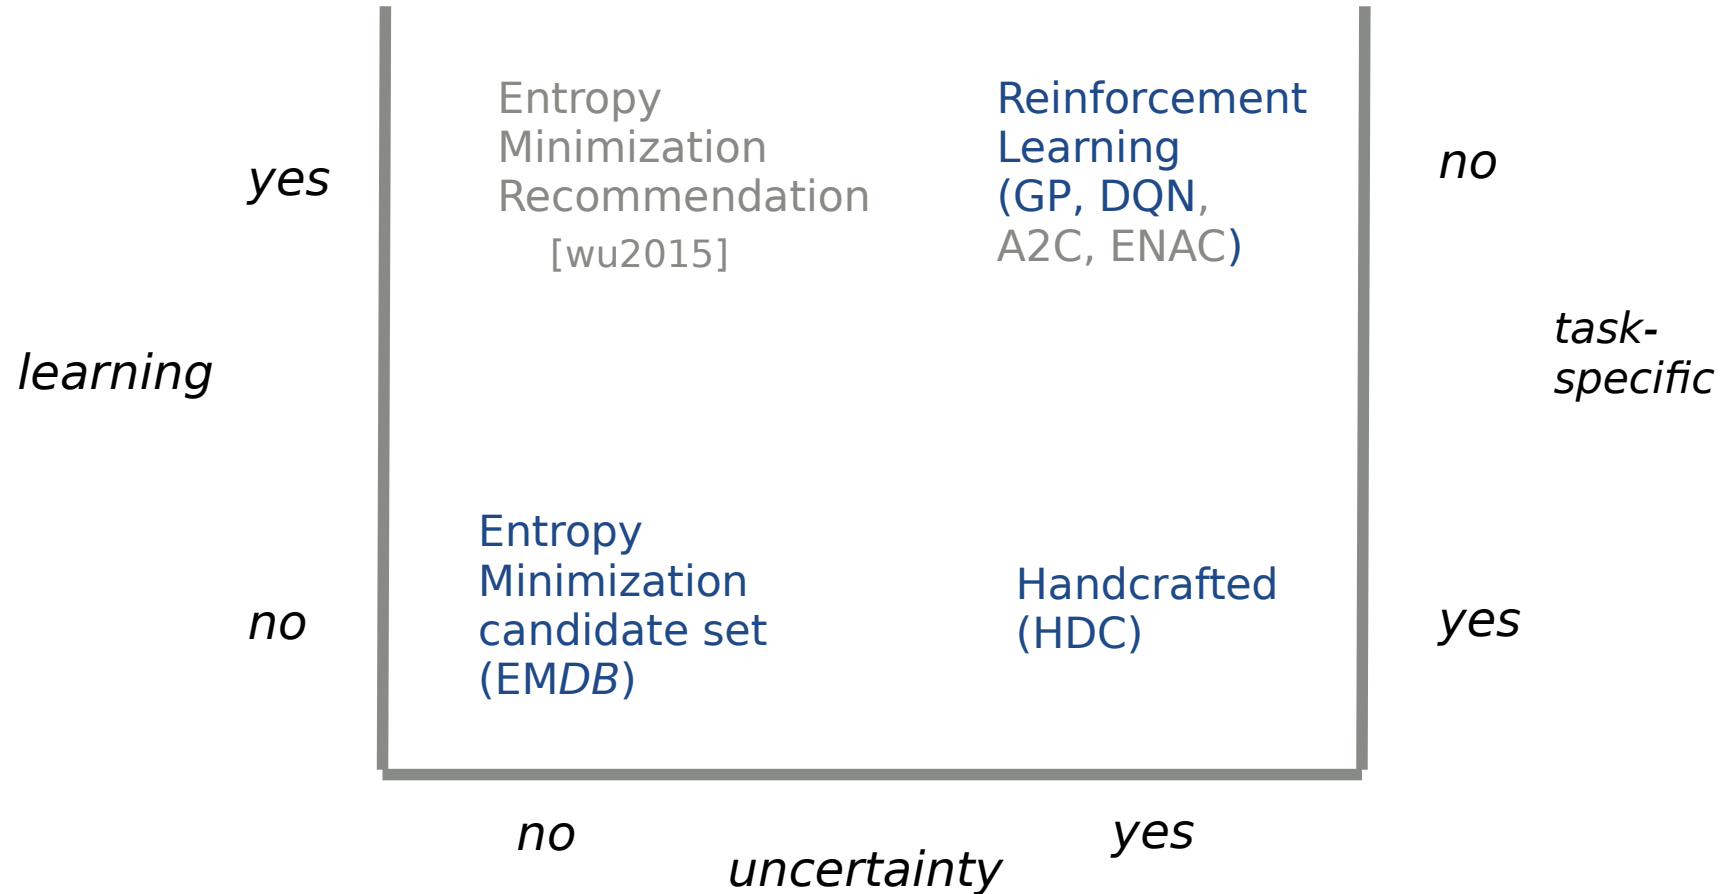 Entropy
Minimization
Recommendation
[wu2015]
Reinforcement
Learning
(GP, DQN,
A2C, ENAC)
yes
no
learning
task-
specific
Entropy
Minimization
candidate set
(EMDB)
Handcrafted
(HDC)
no
yes
no
yes
uncertainty